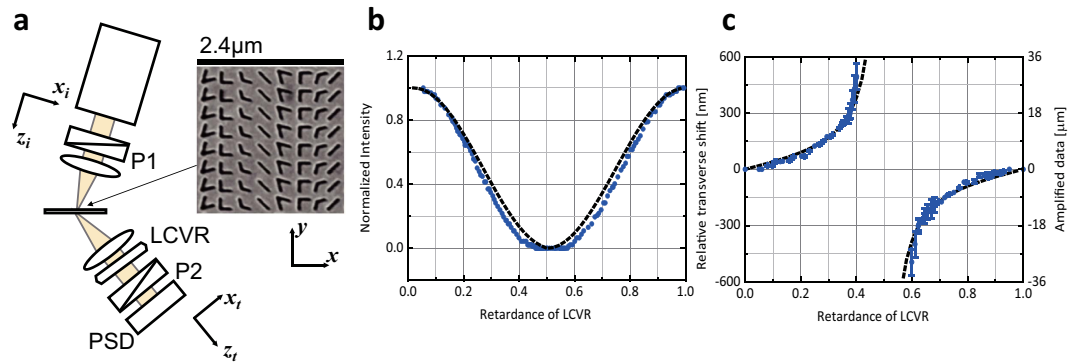 a
x_i
z_i
P1
2.4μm
LCVR
P2
PSD
y
x
x_t
z_t
b
Normalized Intensity
1.2
0.8
0.4
0.0
0.0 0.2 0.4 0.6 0.8 1.0
Retardance of LCVR
c
Relative transverse shift [nm]
600
300
0
-300
-600
36
18
0
-18
-36
Amplified data [μm]
0.0 0.2 0.4 0.6 0.8 1.0
Retardance of LCVR